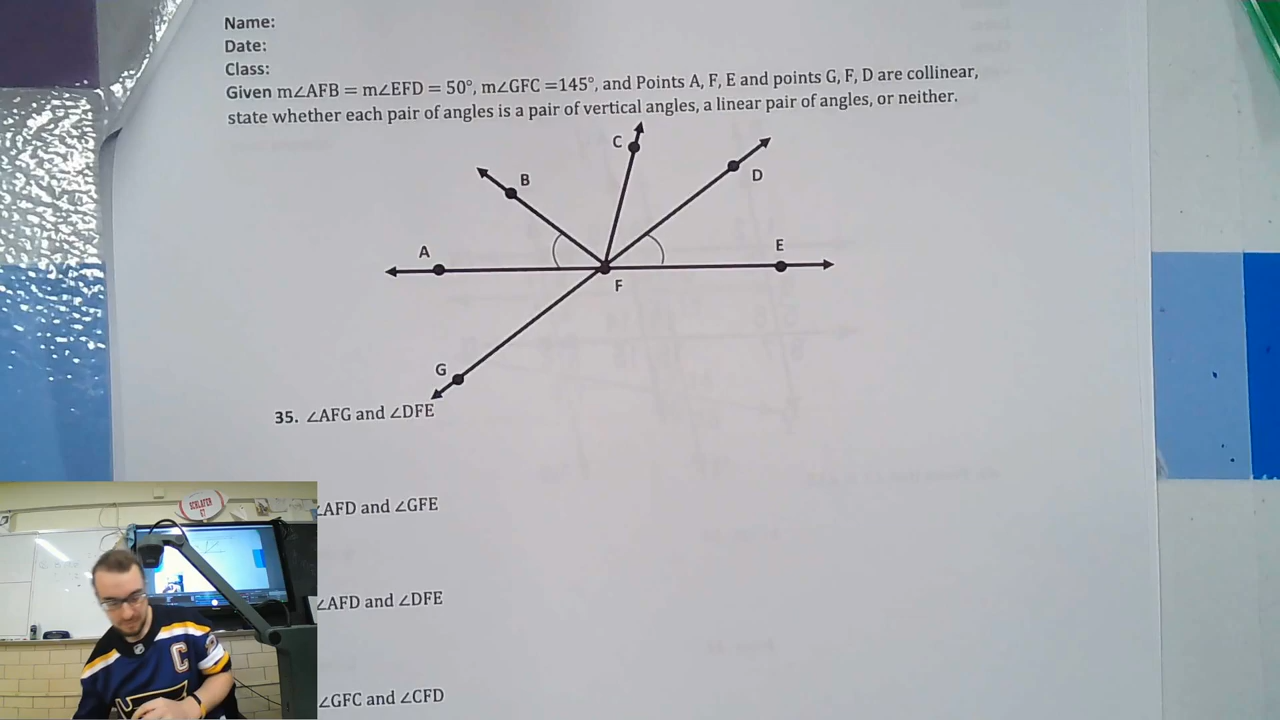 Name:
Date:
Class:
Given m∠AFB = m∠EFD = 50°, m∠GFC =145°, and Points A, F, E and points G, F, D are collinear,
state whether each pair of angles is a pair of vertical angles, a linear pair of angles, or neither.
C
B
D
A
E
F
G
35. ∠AFG and ∠DFE
∠AFD and ∠GFE
∠AFD and ∠DFE
∠GFC and ∠CFD
SCHLAFER
67
C